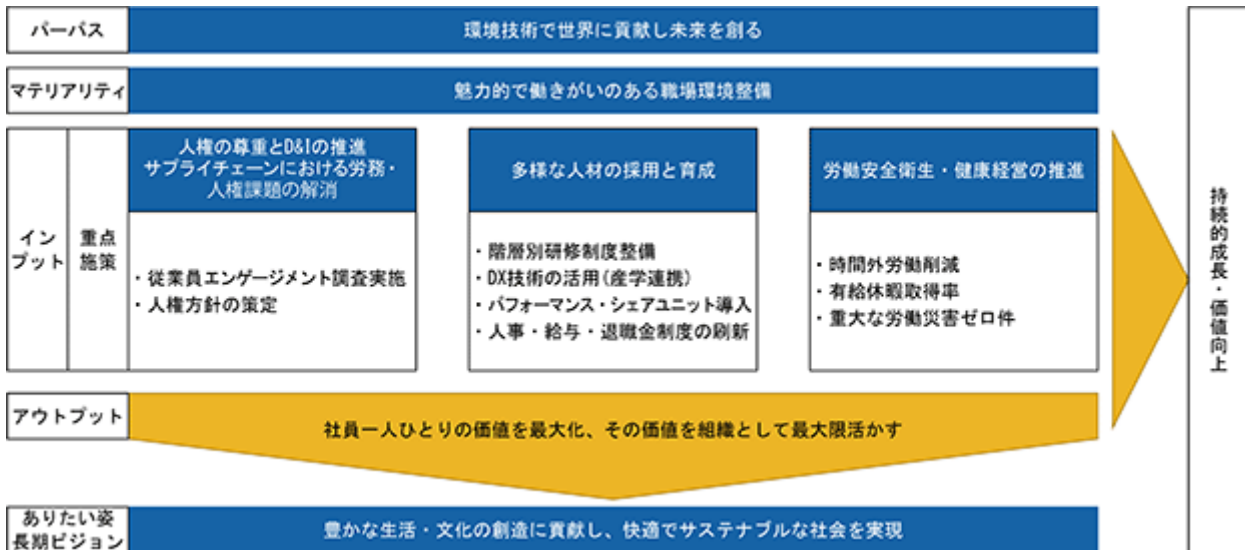 パーパス
環境技術で世界に貢献し未来を創る
マテリアリティ
魅力的で働きがいのある職場環境整備
イン
プット
重点
施策
人権の尊重とD&Iの推進
サプライチェーンにおける労務・
人権課題の解消
・従業員エンゲージメント調査実施
・人権方針の策定
多様な人材の採用と育成
・階層別研修制度整備
・DX技術の活用(産学連携)
・パフォーマンス・シェアユニット導入
・人事・給与・退職金制度の刷新
労働安全衛生・健康経営の推進
・時間外労働削減
・有給休暇取得率
・重大な労働災害ゼロ件
アウトプット
社員一人ひとりの価値を最大化、その価値を組織として最大限活かす
ありたい姿
長期ビジョン
豊かな生活・文化の創造に貢献し、快適でサステナブルな社会を実現
持続的成長・価値向上